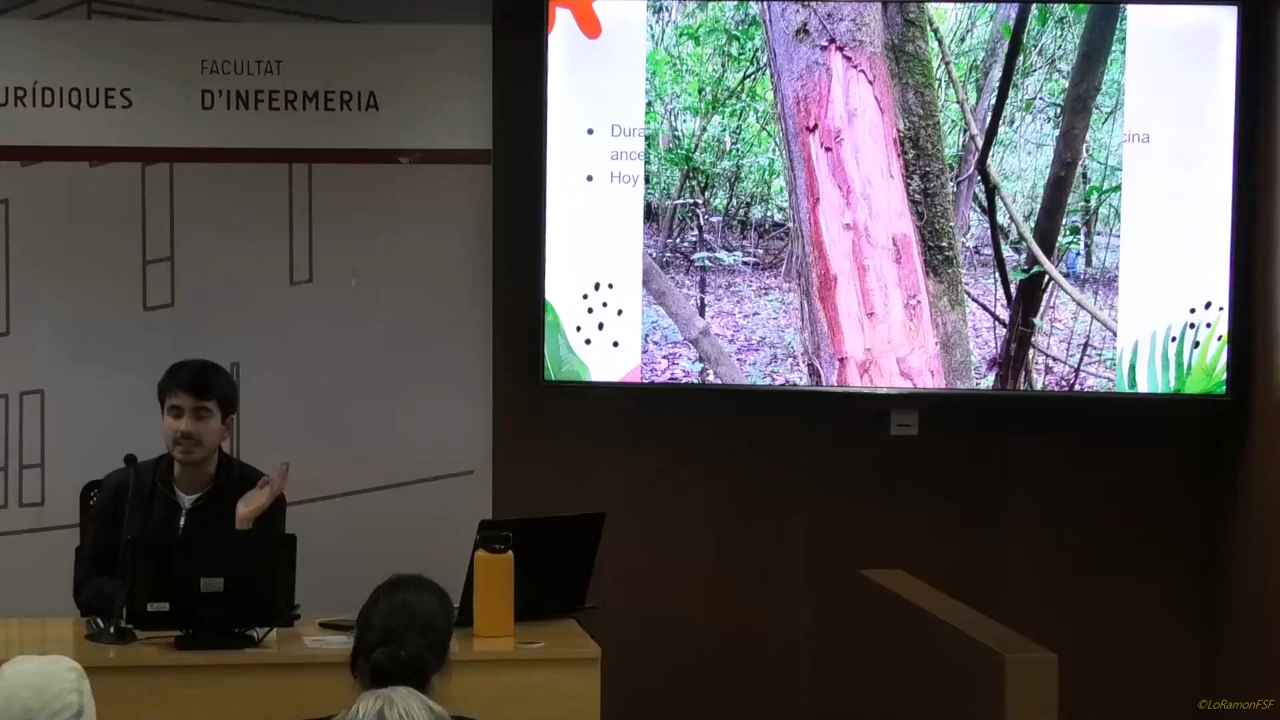 URÍDIQUES
FACULTAT
D'INFERMERIA
Dura
cina
ance
Hoy
©LoRamonFSF